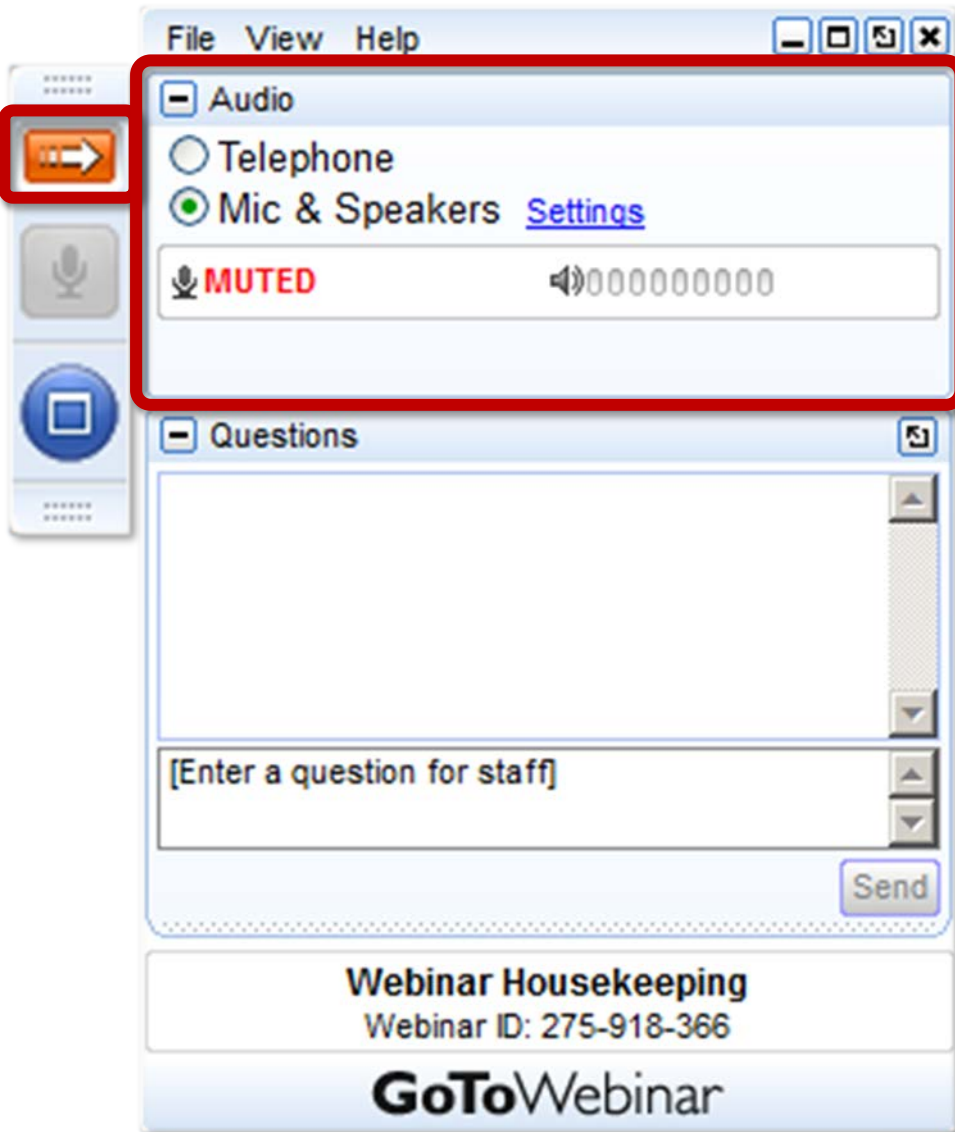 File View Help
Audio
Telephone
Mic & Speakers Settings
MUTED
Questions
[Enter a question for staff]
Send
Webinar Housekeeping
Webinar ID: 275-918-366
GoToWebinar